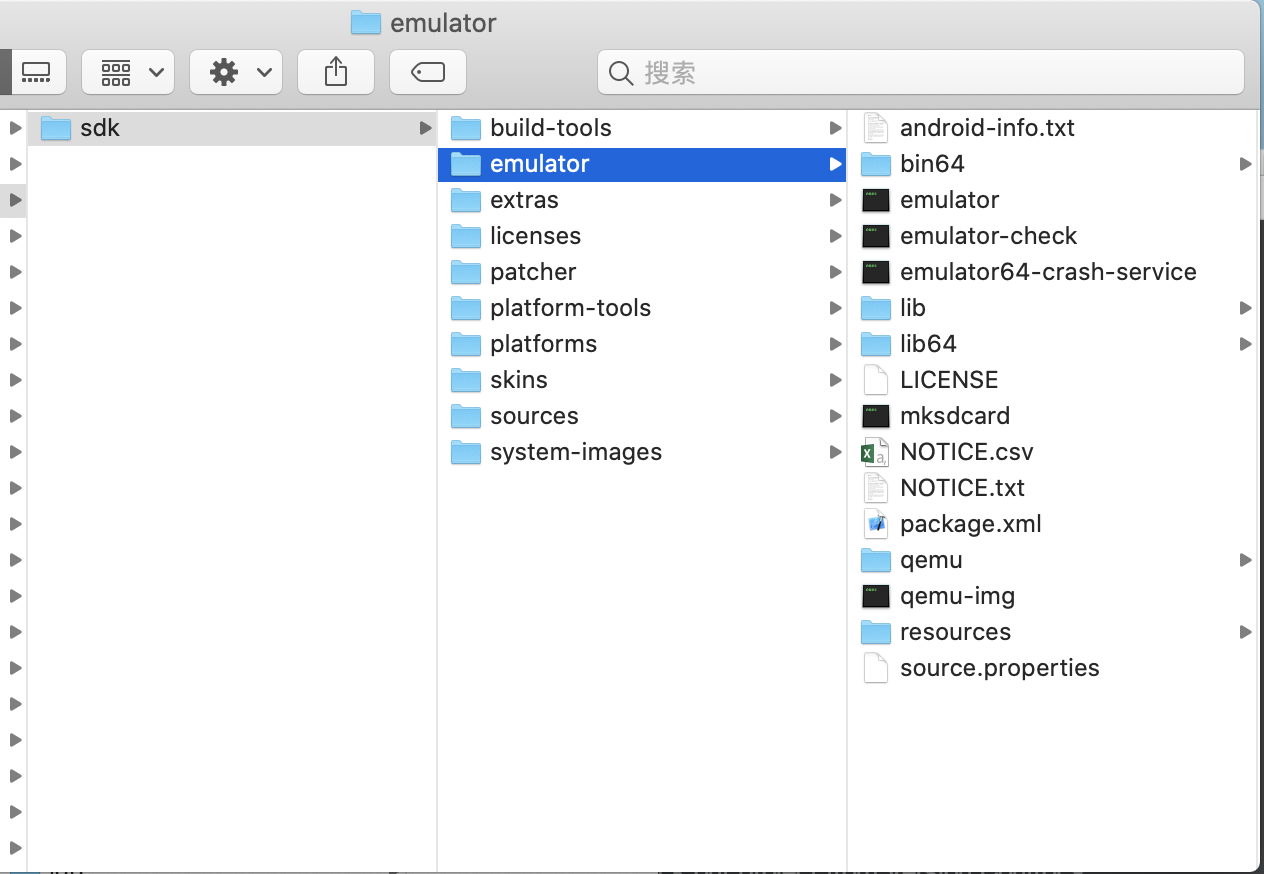 emulator
搜索
sdk
build-tools
emulator
extras
licenses
patcher
platform-tools
platforms
skins
sources
system-images
android-info.txt
bin64
emulator
emulator-check
emulator64-crash-service
lib
lib64
LICENSE
mksdcard
NOTICE.csv
NOTICE.txt
package.xml
qemu
qemu-img
resources
source.properties